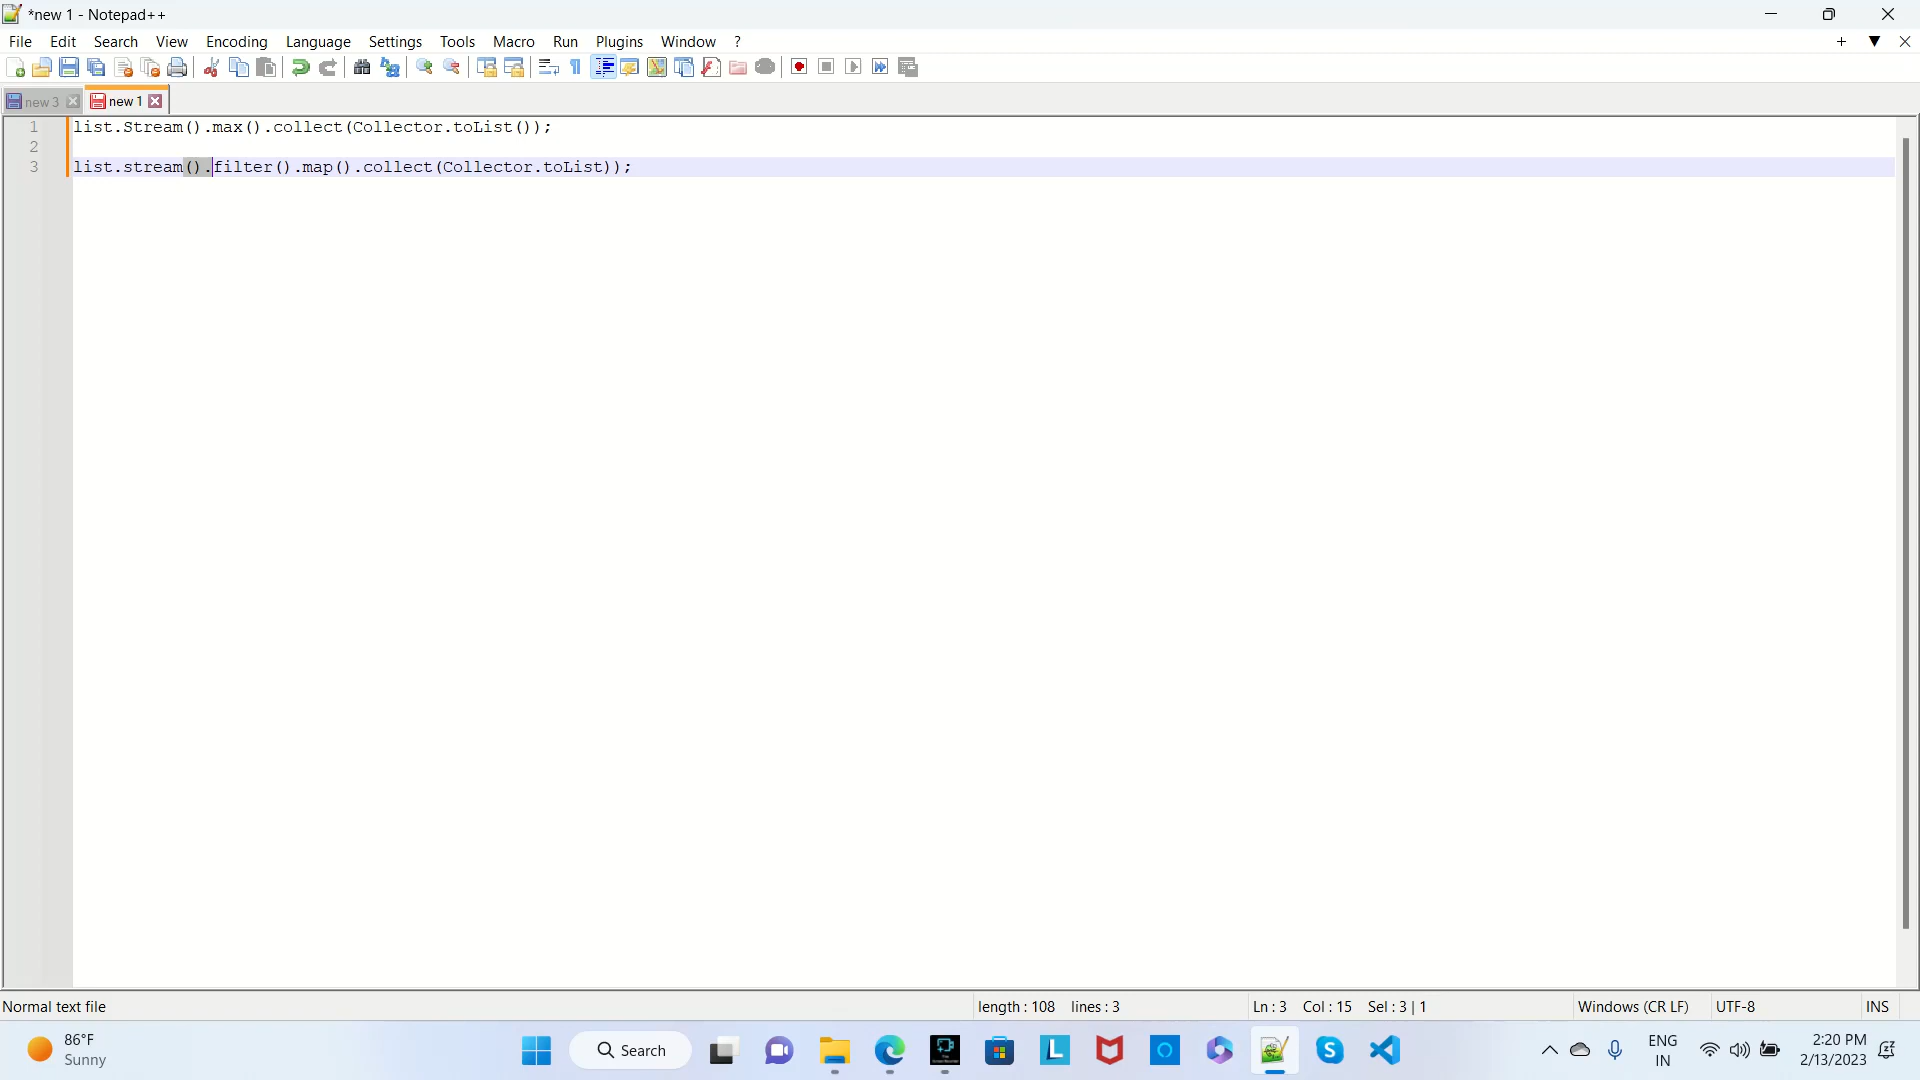 *new 1 - Notepad++
File Edit Search View Encoding Language Settings Tools Macro Run Plugins Window ?
new 3 new 1
1 list.Stream().max().collect(Collector.toList());
2
3 list.stream().filter().map().collect(Collector.toList));
Normal text file length : 108 lines : 3 Ln : 3 Col : 15 Sel : 3 | 1 Windows (CR LF) UTF-8 INS
86°F
Sunny
Search
ENG
IN
2:20 PM
2/13/2023